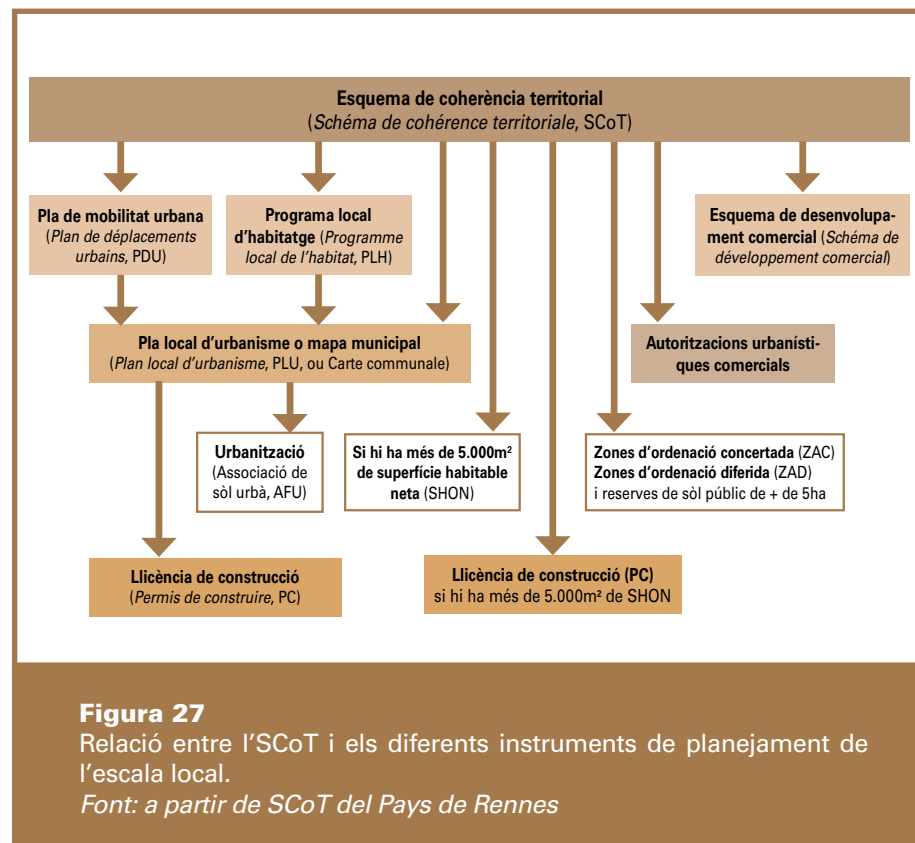 Esquema de coherència territorial
(Schéma de cohérence territoriale, SCoT)
Pla de mobilitat urbana
(Plan de déplacements
urbains, PDU)
Programa local
d'habitatge (Programme
local de l'habitat, PLH)
Esquema de desenvolupa-
ment comercial (Schéma de
développement comercial)
Pla local d'urbanisme o mapa municipal
(Plan local d'urbanisme, PLU, ou Carte communale)
Autoritzacions urbanísti-
ques comercials
Urbanització
(Associació de
sòl urbà, AFU)
Si hi ha més de 5.000m²
de superfície habitable
neta (SHON)
Zones d'ordenació concertada (ZAC)
Zones d'ordenació diferida (ZAD)
i reserves de sòl públic de + de 5ha
Llicència de construcció
(Permis de construire, PC)
Llicència de construcció (PC)
si hi ha més de 5.000m² de SHON
Figura 27
Relació entre l'SCoT i els diferents instruments de planejament de
l'escala local.
Font: a partir de SCoT del Pays de Rennes